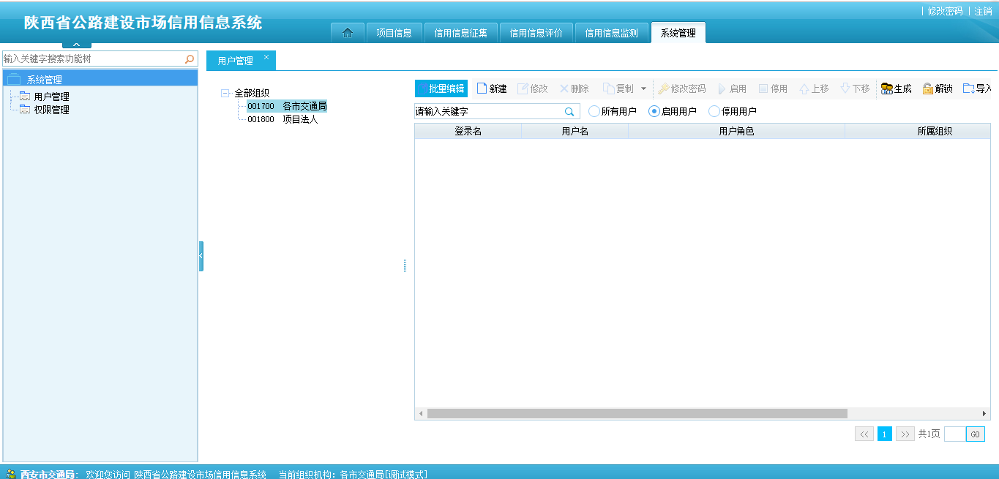 修改密码 | 注销
陕西省公路建设市场信用信息系统
项目信息 信用信息征集 信用信息评价 信用信息监测 系统管理
输入关键字搜索功能树
用户管理 ×
系统管理
用户管理
权限管理
全部组织
001700 各市交通局
001800 项目法人
批量编辑 新建 修改 删除 复制 修改密码 启用 停用 上移 下移 生成 解锁 导入
请输入关键字 所有用户 启用用户 停用用户
登录名 用户名 用户角色 所属组织
<< 1 >> 共1页 GO
西安市交通局: 欢迎您访问 陕西省公路建设市场信用信息系统 当前组织机构: 各市交通局[调试模式]